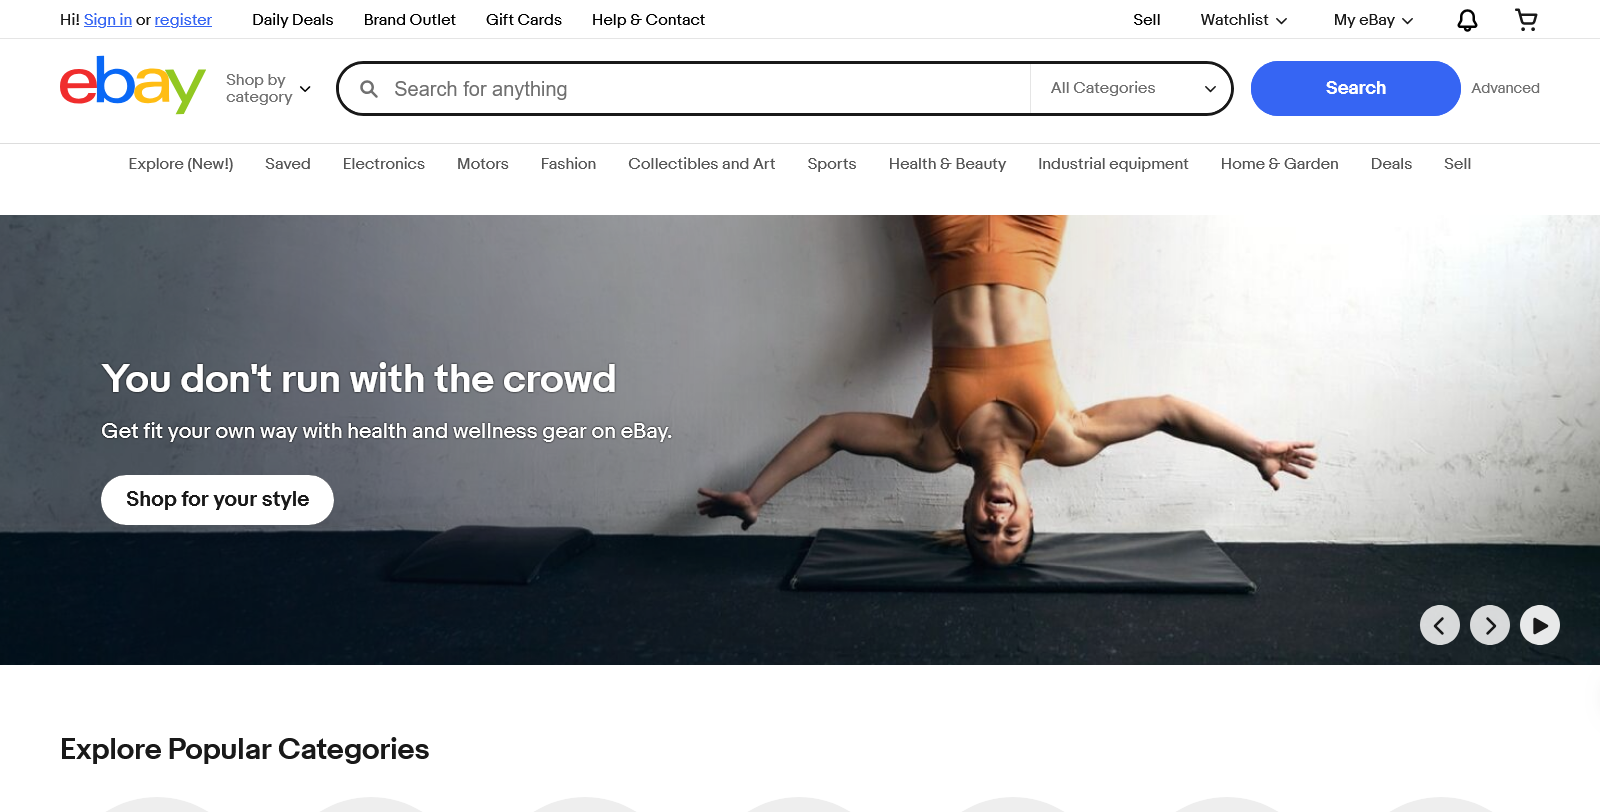 Hi! Sign in or register Daily Deals Brand Outlet Gift Cards Help & Contact Sell Watchlist My eBay
ebay
Shop by
category
Search for anything
All Categories
Search
Advanced
Explore (New!) Saved Electronics Motors Fashion Collectibles and Art Sports Health & Beauty Industrial equipment Home & Garden Deals Sell
You don't run with the crowd
Get fit your own way with health and wellness gear on eBay.
Shop for your style
Explore Popular Categories